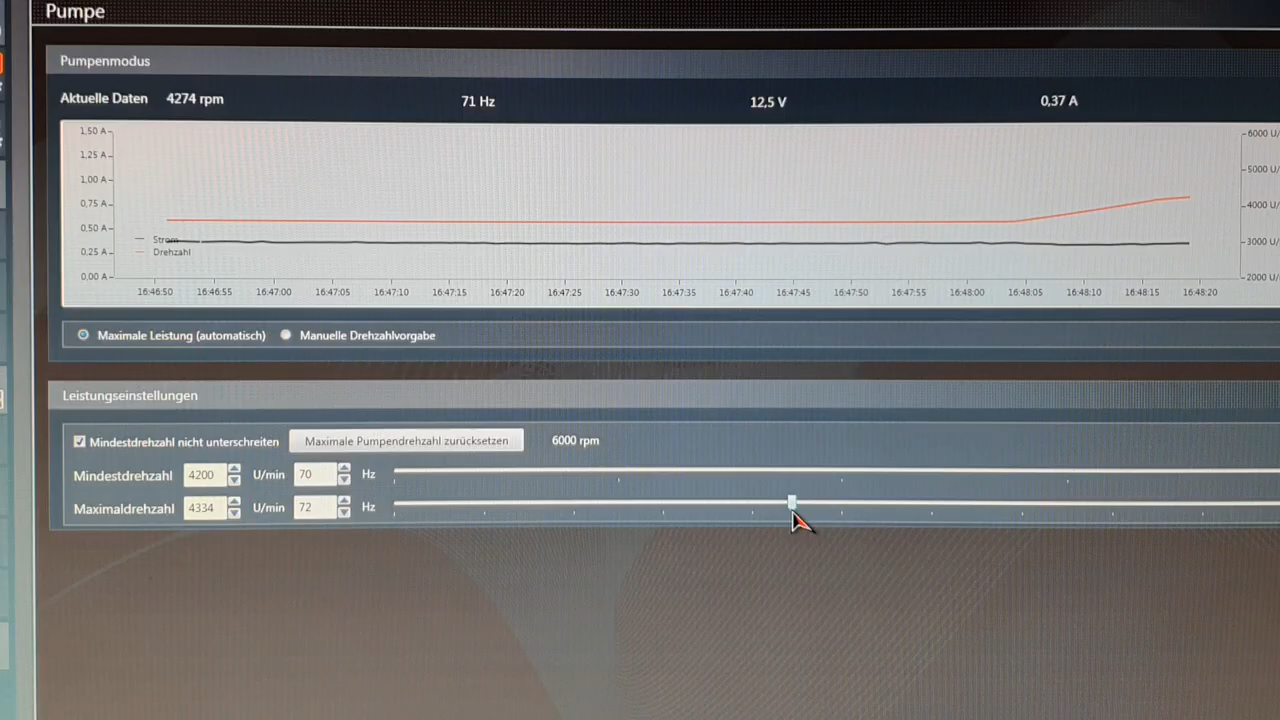 Pumpe
Pumpenmodus
Aktuelle Daten 4274 rpm 71 Hz 12,5 V 0,37 A
1,50 A
1,25 A
1,00 A
0,75 A
0,50 A
0,25 A
0,00 A
6000 U/
5000 U/
4000 U/
3000 U/
2000 U/
Strom
Drehzahl
16:46:50 16:46:55 16:47:00 16:47:05 16:47:10 16:47:15 16:47:20 16:47:25 16:47:30 16:47:35 16:47:40 16:47:45 16:47:50 16:47:55 16:48:00 16:48:05 16:48:10 16:48:15 16:48:20
Maximale Leistung (automatisch) Manuelle Drehzahlvorgabe
Leistungseinstellungen
Mindestdrehzahl nicht unterschreiten Maximale Pumpendrehzahl zurücksetzen 6000 rpm
Mindestdrehzahl 4200 U/min 70 Hz
Maximaldrehzahl 4334 U/min 72 Hz